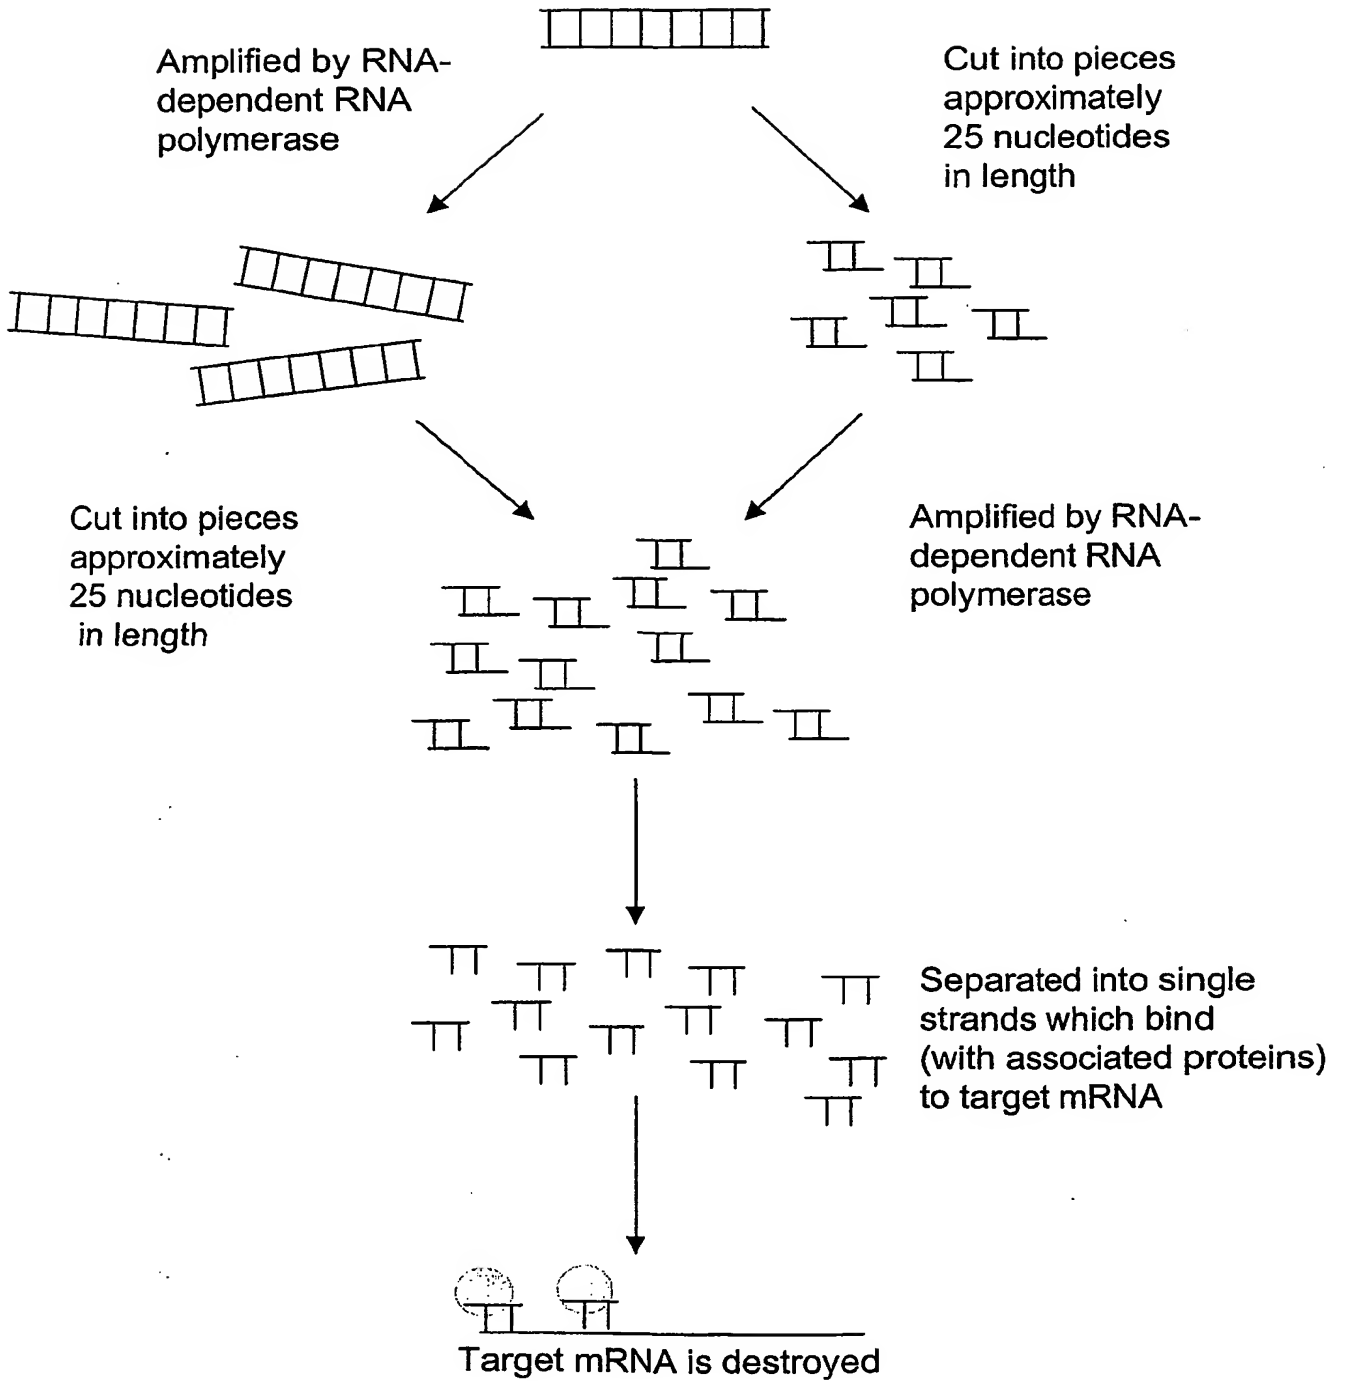 Amplified by RNA-
dependent RNA
polymerase
Cut into pieces
approximately
25 nucleotides
in length
Cut into pieces
approximately
25 nucleotides
in length
Amplified by RNA-
dependent RNA
polymerase
Separated into single
strands which bind
(with associated proteins)
to target mRNA
Target mRNA is destroyed